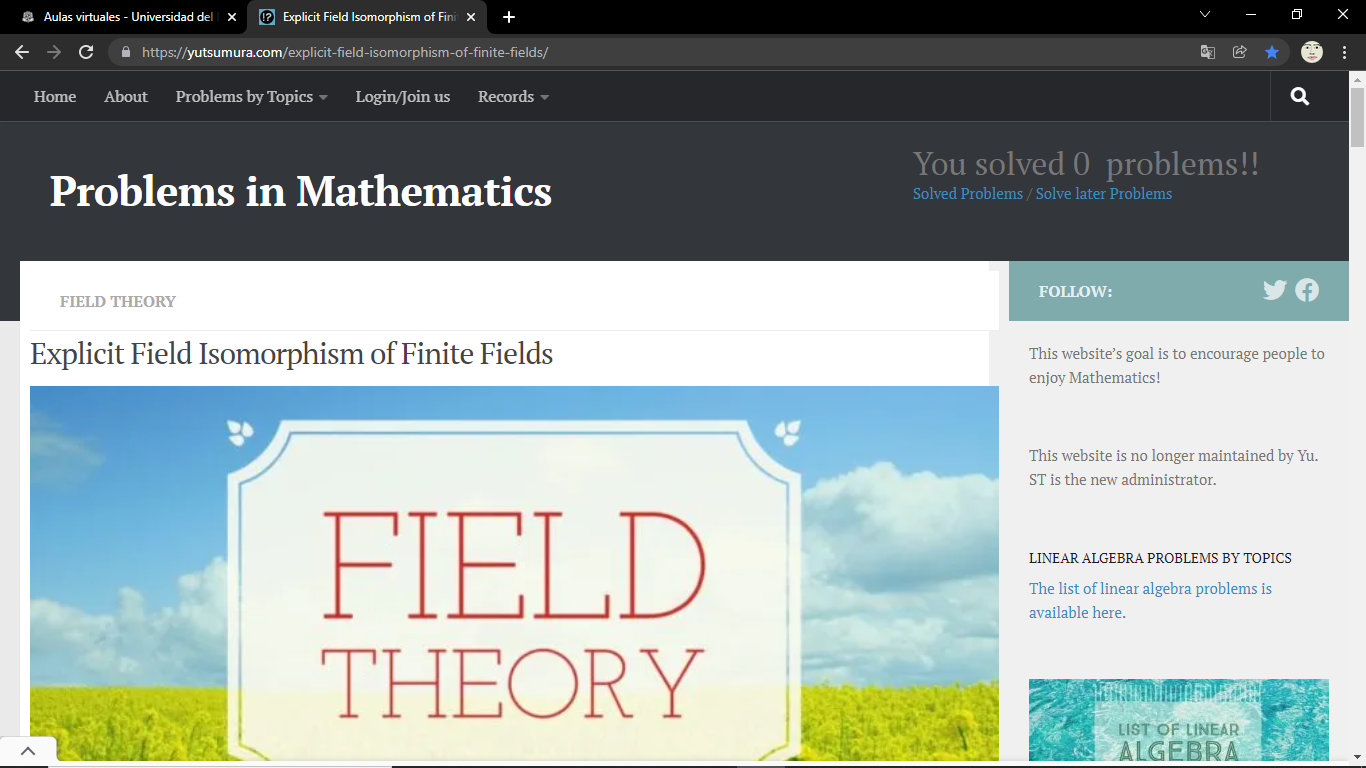 Aulas virtuales - Universidad del
Explicit Field Isomorphism of Fin
https://yutsumura.com/explicit-field-isomorphism-of-finite-fields/
Home About Problems by Topics Login/Join us Records
Problems in Mathematics
You solved 0 problems!!
Solved Problems / Solve later Problems
FIELD THEORY
Explicit Field Isomorphism of Finite Fields
FIELD
THEORY
FOLLOW:
This website's goal is to encourage people to
enjoy Mathematics!
This website is no longer maintained by Yu.
ST is the new administrator.
LINEAR ALGEBRA PROBLEMS BY TOPICS
The list of linear algebra problems is
available here.
LIST OF LINEAR
ALGEBRA